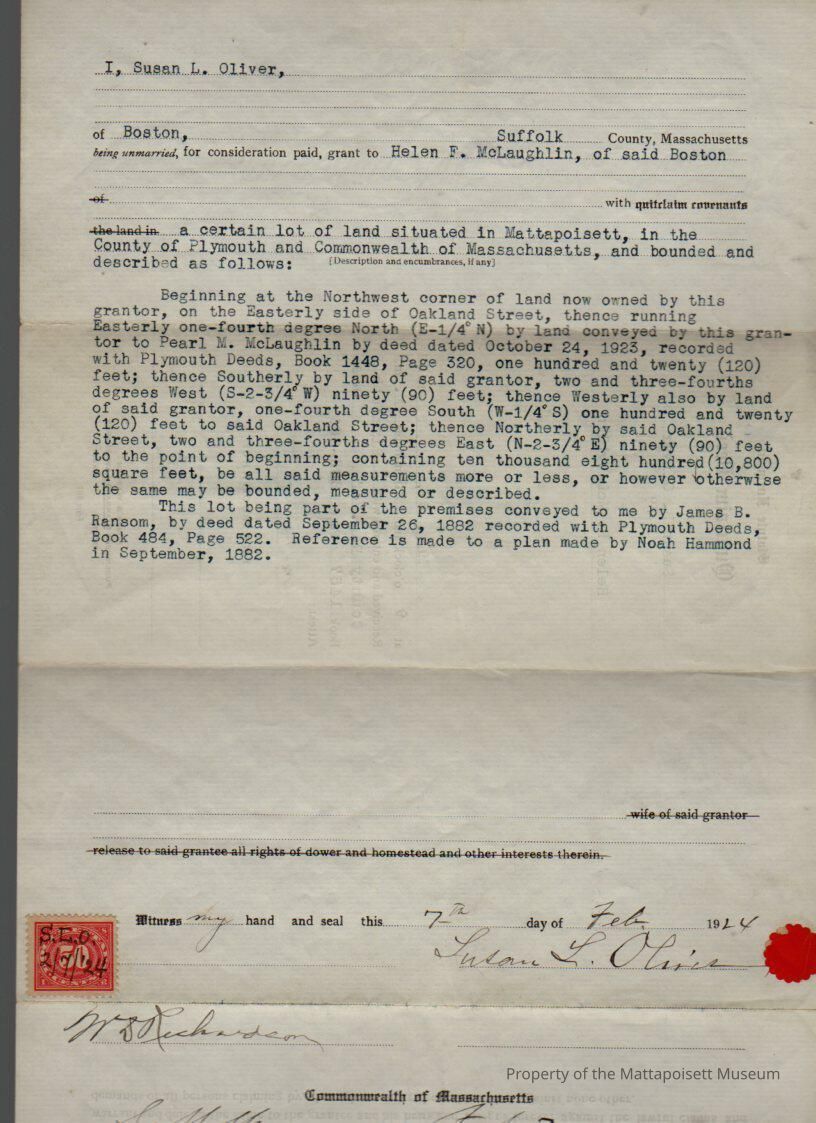 I, Susan L. Oliver,
of Boston, Suffolk County, Massachusetts
being unmarried, for consideration paid, grant to Helen F. McLaughlin, of said Boston
of with quitclaim covenants
the land in a certain lot of land situated in Mattapoisett, in the
County of Plymouth and Commonwealth of Massachusetts, and bounded and
described as follows: [Description and encumbrances, if any]
Beginning at the Northwest corner of land now owned by this
grantor, on the Easterly side of Oakland Street, thence running
Easterly one-fourth degree North (E-1/4° N) by land conveyed by this gran-
tor to Pearl M. McLaughlin by deed dated October 24, 1923, recorded
with Plymouth Deeds, Book 1448, Page 320, one hundred and twenty (120)
feet; thence Southerly by land of said grantor, two and three-fourths
degrees West (S-2-3/4° W) ninety (90) feet; thence Westerly also by land
of said grantor, one-fourth degree South (W-1/4° S) one hundred and twenty
(120) feet to said Oakland Street; thence Northerly by said Oakland
Street, two and three-fourths degrees East (N-2-3/4° E) ninety (90) feet
to the point of beginning; containing ten thousand eight hundred (10,800)
square feet, be all said measurements more or less, or however otherwise
the same may be bounded, measured or described.
This lot being part of the premises conveyed to me by James B.
Ransom, by deed dated September 26, 1882 recorded with Plymouth Deeds,
Book 484, Page 522. Reference is made to a plan made by Noah Hammond
in September, 1882.
wife of said grantor
release to said grantee all rights of dower and homestead and other interests therein.
Witness my hand and seal this 7th day of Feb. 1924
S.L.O.
2/7/24
Susan L. Oliver
W S Richardson
Property of the Mattapoisett Museum
Commonwealth of Massachusetts